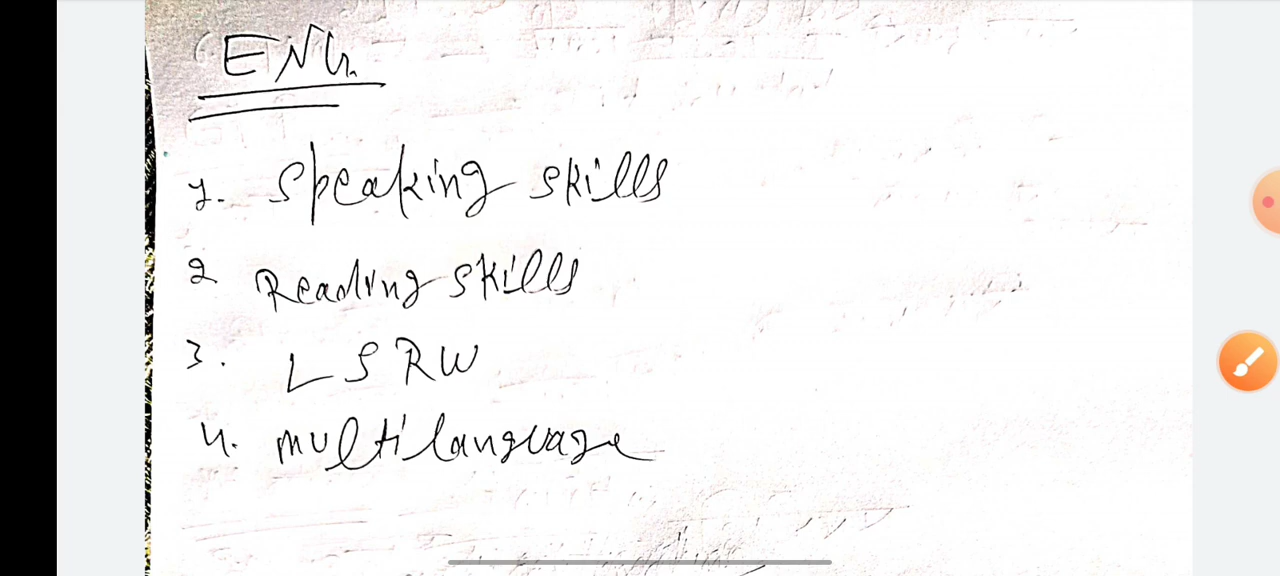 ENG.
1. Speaking skills
2 Reading skills
3. LSRW
4. multilanguage